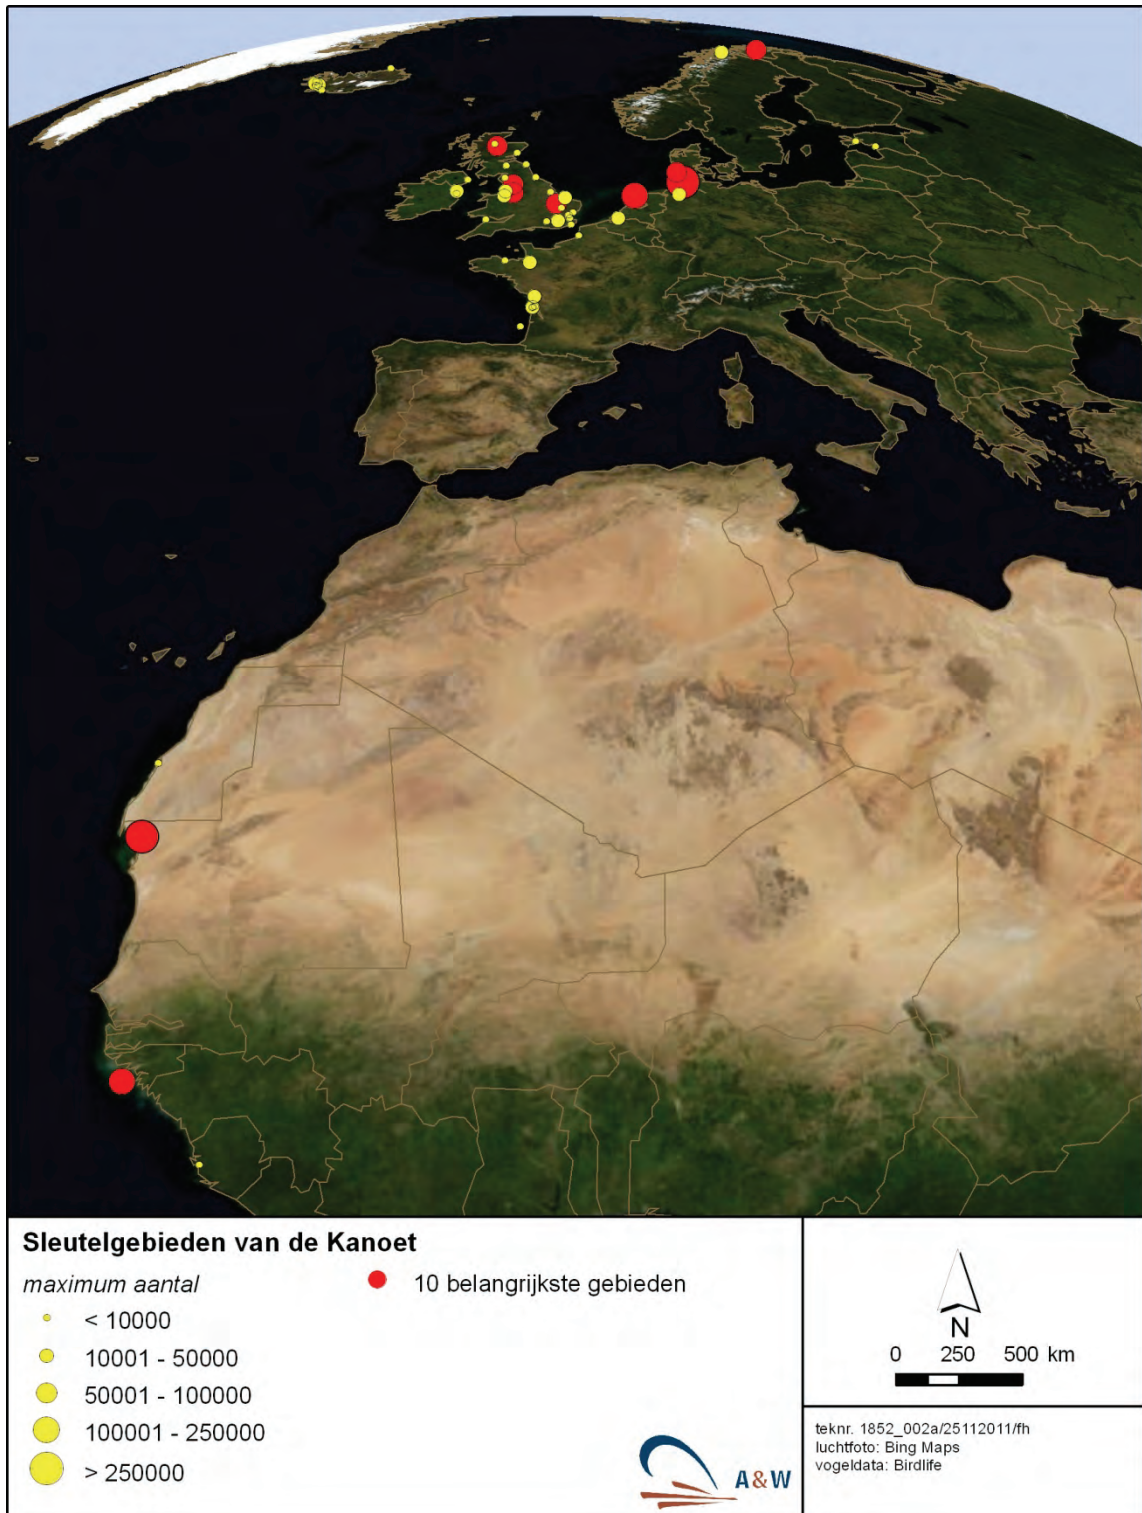 Sleutelgebieden van de Kanoet
maximum aantal
10 belangrijkste gebieden
< 10000
10001 - 50000
50001 - 100000
100001 - 250000
> 250000
A&W
N
0 250 500 km
teknr. 1852_002a/25112011/fh
luchtfoto: Bing Maps
vogeldata: Birdlife